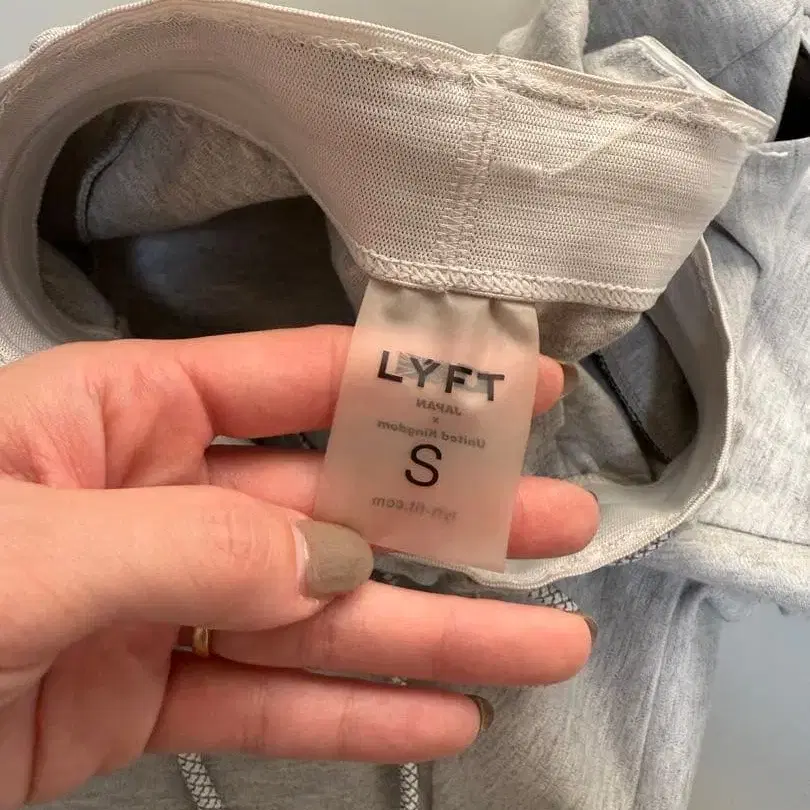 LYFT
JAPAN
x
United Kingdom
S
lyft-fit.com